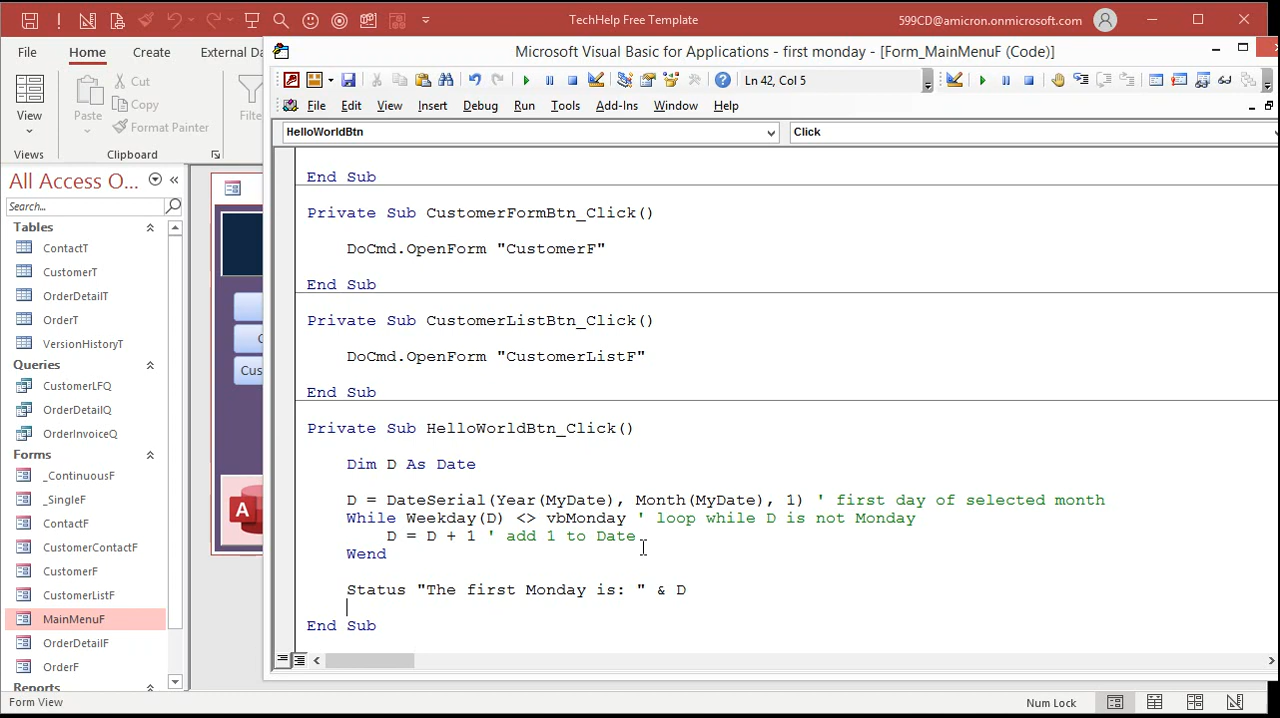 TechHelp Free Template
599CD@amicron.onmicrosoft.com
File
Home
Create
External Da
View
Paste
Cut
Copy
Format Painter
Filte
Views
Clipboard
Microsoft Visual Basic for Applications - first monday - [Form_MainMenuF (Code)]
Ln 42, Col 5
File Edit View Insert Debug Run Tools Add-Ins Window Help
HelloWorldBtn
Click
All Access O...
Search...
Tables
ContactT
CustomerT
OrderDetailT
OrderT
VersionHistoryT
Queries
CustomerLFQ
OrderDetailQ
OrderInvoiceQ
Forms
_ContinuousF
_SingleF
ContactF
CustomerContactF
CustomerF
CustomerListF
MainMenuF
OrderDetailF
OrderF
Reports
C
Cus
A
End Sub
Private Sub CustomerFormBtn_Click()
DoCmd.OpenForm "CustomerF"
End Sub
Private Sub CustomerListBtn_Click()
DoCmd.OpenForm "CustomerListF"
End Sub
Private Sub HelloWorldBtn_Click()
Dim D As Date
D = DateSerial(Year(MyDate), Month(MyDate), 1) ' first day of selected month
While Weekday(D) <> vbMonday ' loop while D is not Monday
D = D + 1 ' add 1 to Date
Wend
Status "The first Monday is: " & D
End Sub
Form View
Num Lock